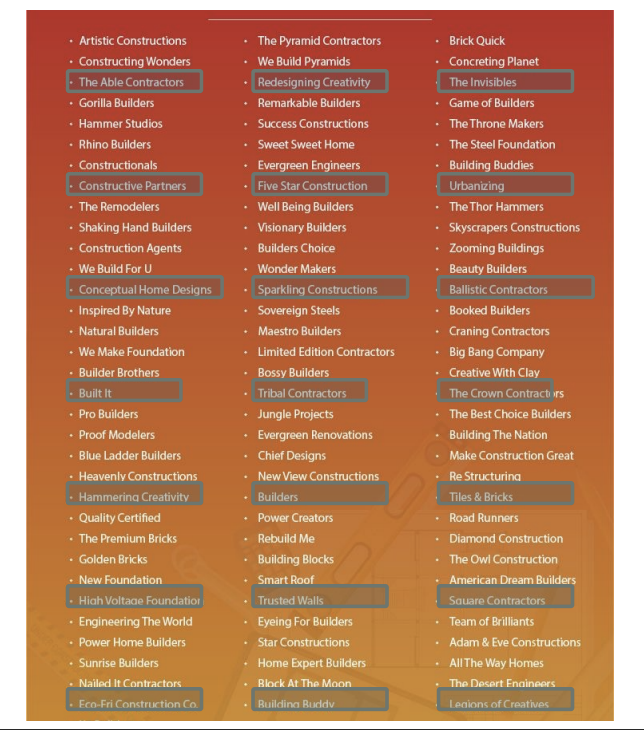 • Artistic Constructions
• Constructing Wonders
• The Able Contractors
• Gorilla Builders
• Hammer Studios
• Rhino Builders
• Constructionals
• Constructive Partners
• The Remodelers
• Shaking Hand Builders
• Construction Agents
• We Build For U
• Conceptual Home Designs
• Inspired By Nature
• Natural Builders
• We Make Foundation
• Builder Brothers
• Built It
• Pro Builders
• Proof Modelers
• Blue Ladder Builders
• Heavenly Constructions
• Hammering Creativity
• Quality Certified
• The Premium Bricks
• Golden Bricks
• New Foundation
• High Voltage Foundation
• Engineering The World
• Power Home Builders
• Sunrise Builders
• Nailed It Contractors
• Eco-Fri Construction Co.
• The Pyramid Contractors
• We Build Pyramids
• Redesigning Creativity
• Remarkable Builders
• Success Constructions
• Sweet Sweet Home
• Evergreen Engineers
• Five Star Construction
• Well Being Builders
• Visionary Builders
• Builders Choice
• Wonder Makers
• Sparkling Constructions
• Sovereign Steels
• Maestro Builders
• Limited Edition Contractors
• Bossy Builders
• Tribal Contractors
• Jungle Projects
• Evergreen Renovations
• Chief Designs
• New View Constructions
• Builders
• Power Creators
• Rebuild Me
• Building Blocks
• Smart Roof
• Trusted Walls
• Eyeing For Builders
• Star Constructions
• Home Expert Builders
• Block At The Moon
• Building Buddy
• Brick Quick
• Concreting Planet
• The Invisibles
• Game of Builders
• The Throne Makers
• The Steel Foundation
• Building Buddies
• Urbanizing
• The Thor Hammers
• Skyscrapers Constructions
• Zooming Buildings
• Beauty Builders
• Ballistic Contractors
• Booked Builders
• Craning Contractors
• Big Bang Company
• Creative With Clay
• The Crown Contractors
• The Best Choice Builders
• Building The Nation
• Make Construction Great
• Re Structuring
• Tiles & Bricks
• Road Runners
• Diamond Construction
• The Owl Construction
• American Dream Builders
• Square Contractors
• Team of Brilliants
• Adam & Eve Constructions
• All The Way Homes
• The Desert Engineers
• Legions of Creatives